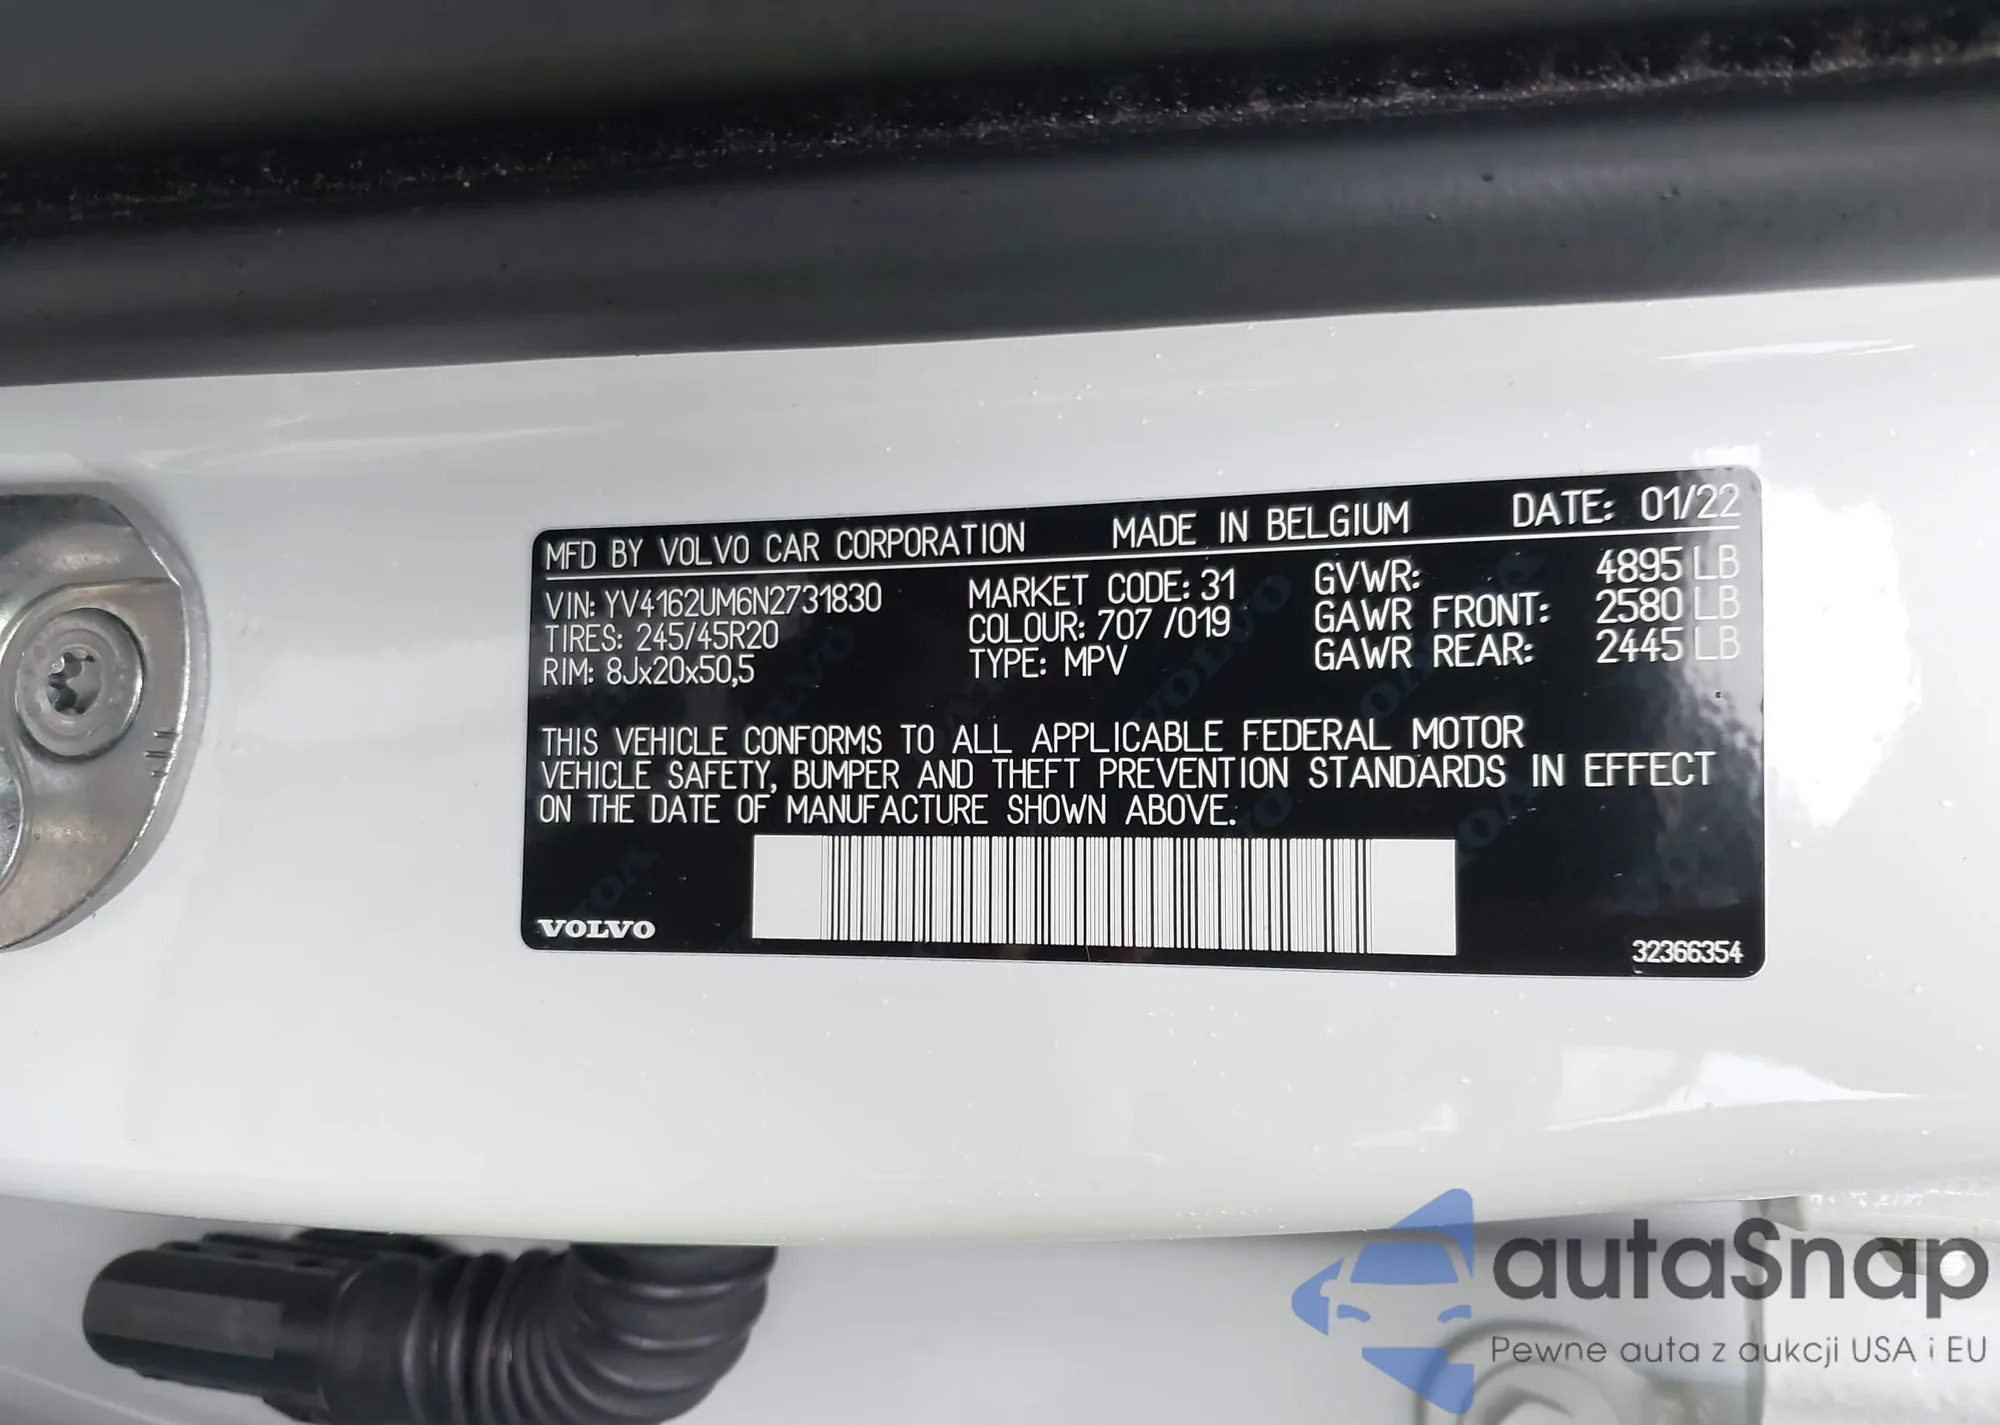 MFD BY VOLVO CAR CORPORATION MADE IN BELGIUM DATE: 01/22
VIN: YV4162UM6N2731830 MARKET CODE: 31 GVWR: 4895 LB
TIRES: 245/45R20 COLOUR: 707 /019 GAWR FRONT: 2580 LB
RIM: 8Jx20x50,5 TYPE: MPV GAWR REAR: 2445 LB
THIS VEHICLE CONFORMS TO ALL APPLICABLE FEDERAL MOTOR
VEHICLE SAFETY, BUMPER AND THEFT PREVENTION STANDARDS IN EFFECT
ON THE DATE OF MANUFACTURE SHOWN ABOVE.
VOLVO
32366354
autaSnap
Pewne auta z aukcji USA i EU